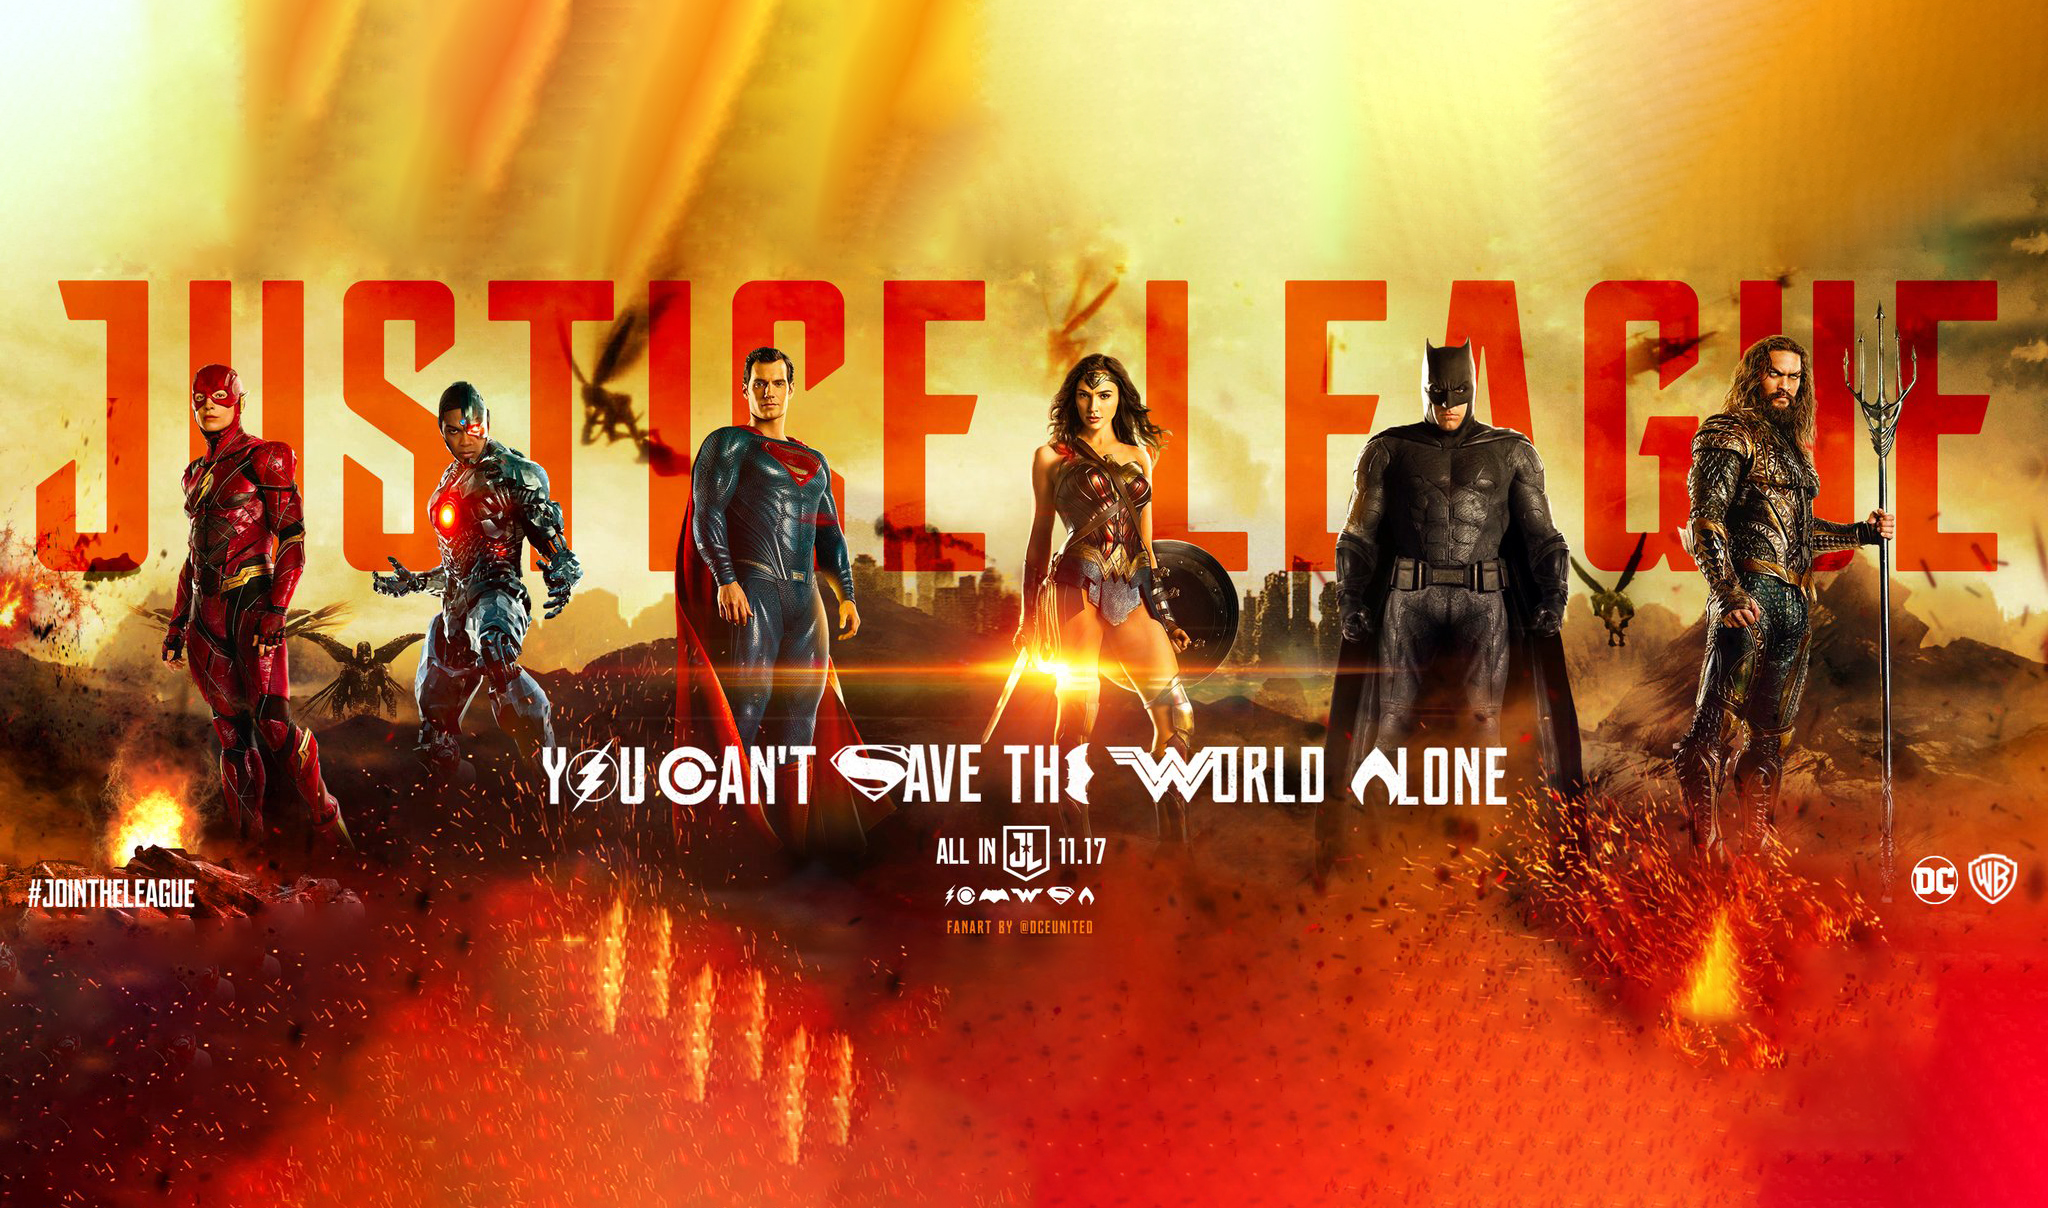 JUSTICE LEAGUE
YOU CAN'T SAVE THE WORLD ALONE
ALL IN JL 11.17
#JOINTHELEAGUE
DC WB
FANART BY @DCEUNITED